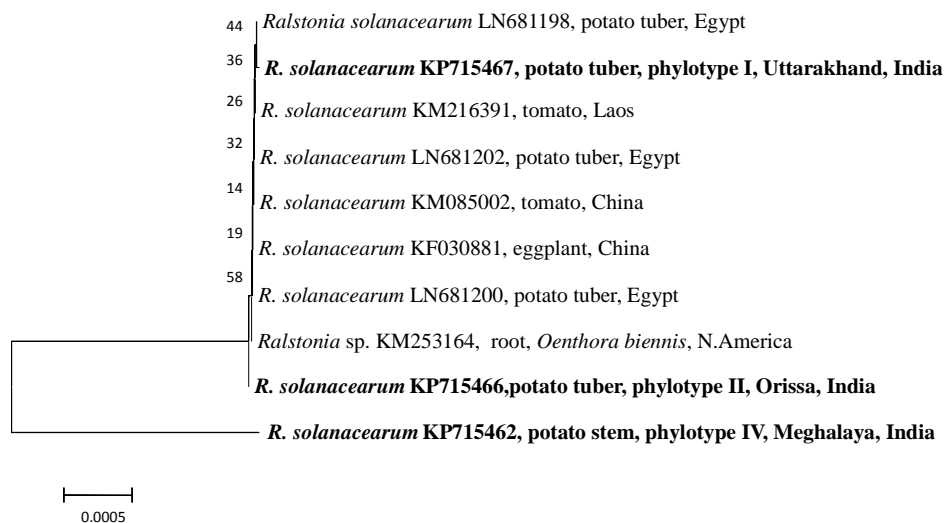 44
Ralstonia solanacearum LN681198, potato tuber, Egypt
36
R. solanacearum KP715467, potato tuber, phylotype I, Uttarakhand, India
26
R. solanacearum KM216391, tomato, Laos
32
R. solanacearum LN681202, potato tuber, Egypt
14
R. solanacearum KM085002, tomato, China
19
R. solanacearum KF030881, eggplant, China
58
R. solanacearum LN681200, potato tuber, Egypt
Ralstonia sp. KM253164, root, Oenthora biennis, N.America
R. solanacearum KP715466,potato tuber, phylotype II, Orissa, India
R. solanacearum KP715462, potato stem, phylotype IV, Meghalaya, India
0.0005